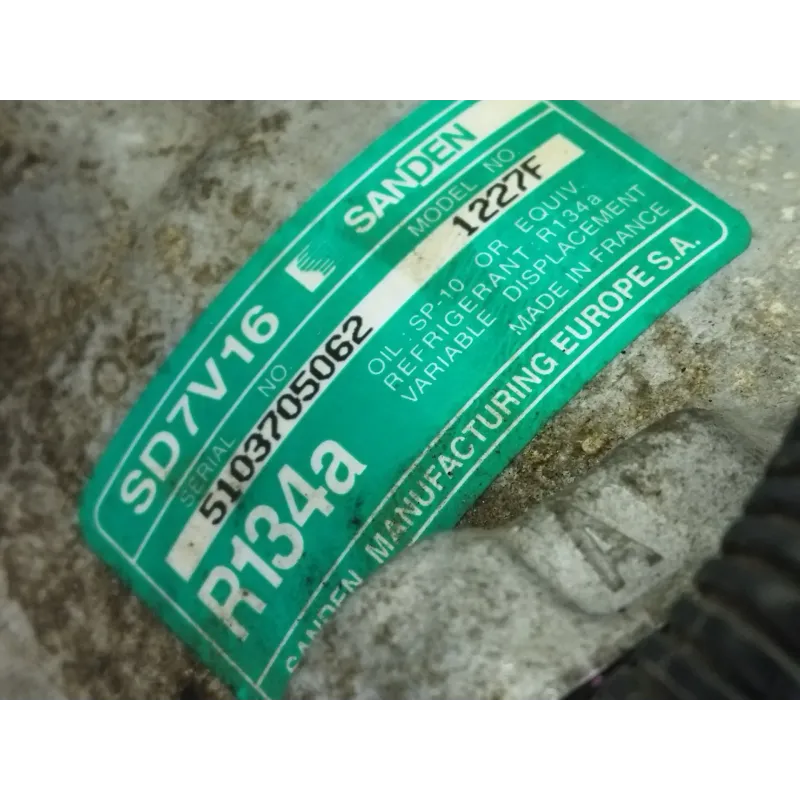 SD7V16 SANDEN
SERIAL NO. MODEL NO
5103705062 1227F
R134a
OIL : SP-10 OR EQUIV.
REFRIGERANT : R134a
VARIABLE DISPLACEMENT
MADE IN FRANCE
SANDEN MANUFACTURING EUROPE S.A.
A